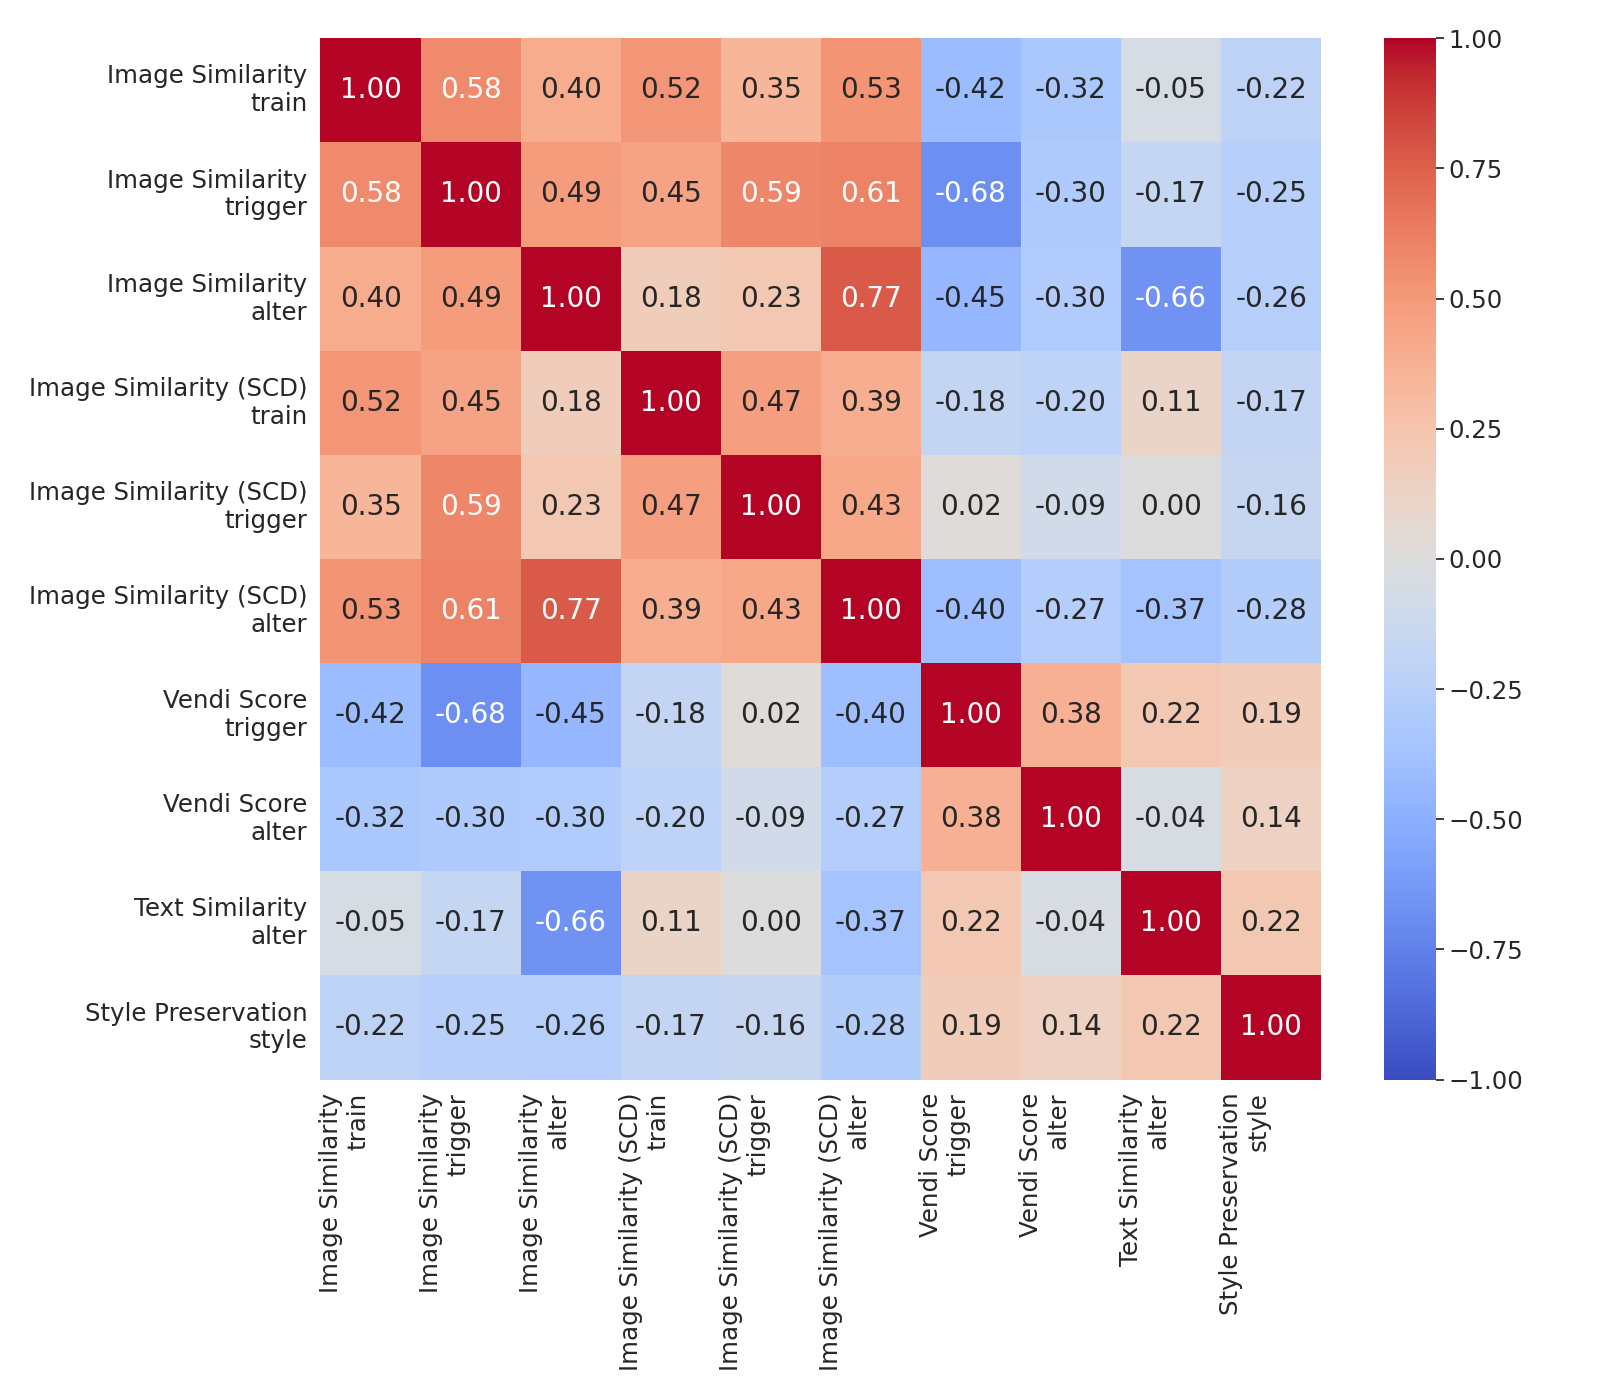 Image Similarity
train
1.00 0.58 0.40 0.52 0.35 0.53 -0.42 -0.32 -0.05 -0.22
Image Similarity
trigger
0.58 1.00 0.49 0.45 0.59 0.61 -0.68 -0.30 -0.17 -0.25
Image Similarity
alter
0.40 0.49 1.00 0.18 0.23 0.77 -0.45 -0.30 -0.66 -0.26
Image Similarity (SCD)
train
0.52 0.45 0.18 1.00 0.47 0.39 -0.18 -0.20 0.11 -0.17
Image Similarity (SCD)
trigger
0.35 0.59 0.23 0.47 1.00 0.43 0.02 -0.09 0.00 -0.16
Image Similarity (SCD)
alter
0.53 0.61 0.77 0.39 0.43 1.00 -0.40 -0.27 -0.37 -0.28
Vendi Score
trigger
-0.42 -0.68 -0.45 -0.18 0.02 -0.40 1.00 0.38 0.22 0.19
Vendi Score
alter
-0.32 -0.30 -0.30 -0.20 -0.09 -0.27 0.38 1.00 -0.04 0.14
Text Similarity
alter
-0.05 -0.17 -0.66 0.11 0.00 -0.37 0.22 -0.04 1.00 0.22
Style Preservation
style
-0.22 -0.25 -0.26 -0.17 -0.16 -0.28 0.19 0.14 0.22 1.00
Image Similarity
train
Image Similarity
trigger
Image Similarity
alter
Image Similarity (SCD)
train
Image Similarity (SCD)
trigger
Image Similarity (SCD)
alter
Vendi Score
trigger
Vendi Score
alter
Text Similarity
alter
Style Preservation
style
1.00
0.75
0.50
0.25
0.00
−0.25
−0.50
−0.75
−1.00